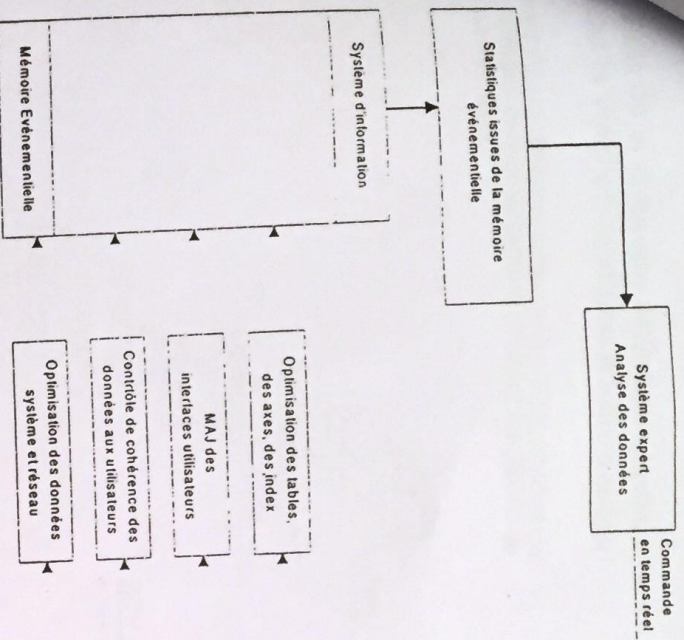 Système expert
Analyse des données
Commande
en temps réel
Statistiques issues de la mémoire
événementielle
Système d'information
Mémoire Evénementielle
Optimisation des tables,
des axes, des index
MAJ des
interfaces utilisateurs
Contrôle de cohérence des
données aux utilisateurs
Optimisation des données
système et réseau